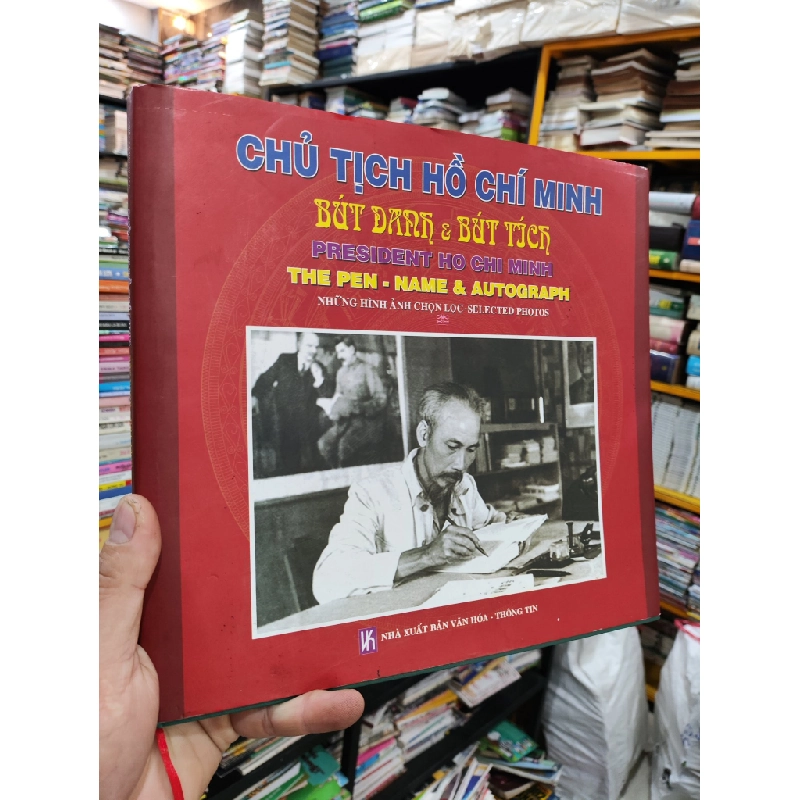 CHỦ TỊCH HỒ CHÍ MINH
BÚT DANH & BÚT TÍCH
PRESIDENT HO CHI MINH
THE PEN - NAME & AUTOGRAPH
NHỮNG HÌNH ẢNH CHỌN LỌC - SELECTED PHOTOS
NHÀ XUẤT BẢN VĂN HÓA - THÔNG TIN